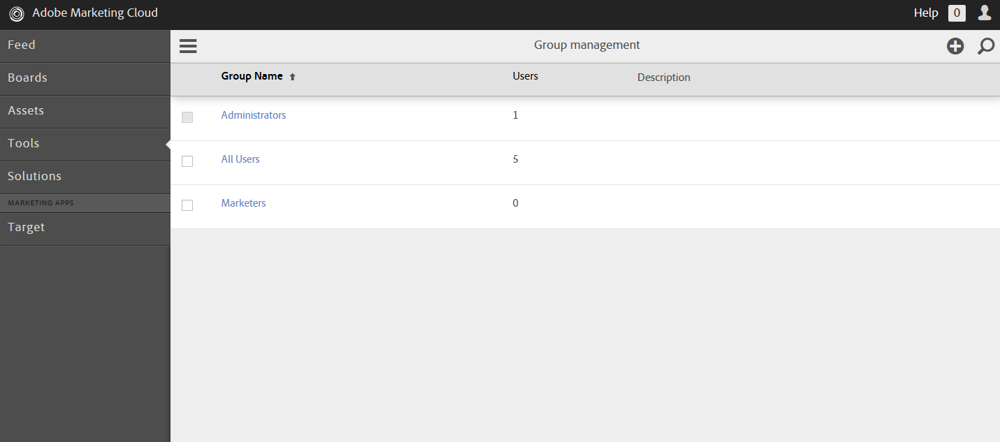 Adobe Marketing Cloud
Help 0
Feed
Boards
Assets
Tools
Solutions
MARKETING APPS
Target
Group management
Group Name Users Description
Administrators 1
All Users 5
Marketers 0